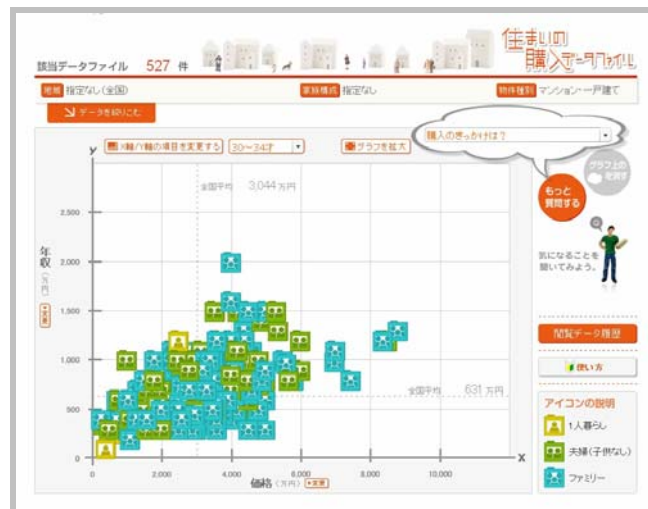 住まいの
購入データファイル
該当データファイル 527 件
地域 指定なし(全国) 家族構成 指定なし 物件種別 マンション・一戸建て
データを絞りこむ
購入のきっかけは?
y X軸/Y軸の項目を変更する 30〜34才 グラフを拡大
もっと
質問する
全国平均 3,044 万円
2,500
年収(万円)
変更
2,000
1,500
1,000
500
0
気になることを
聞いてみよう。
全国平均 631 万円
閲覧データ履歴
使い方
アイコンの説明
1人暮らし
夫婦(子供なし)
ファミリー
0 2,000 4,000 6,000 8,000 10,000 X
価格(万円) 変更